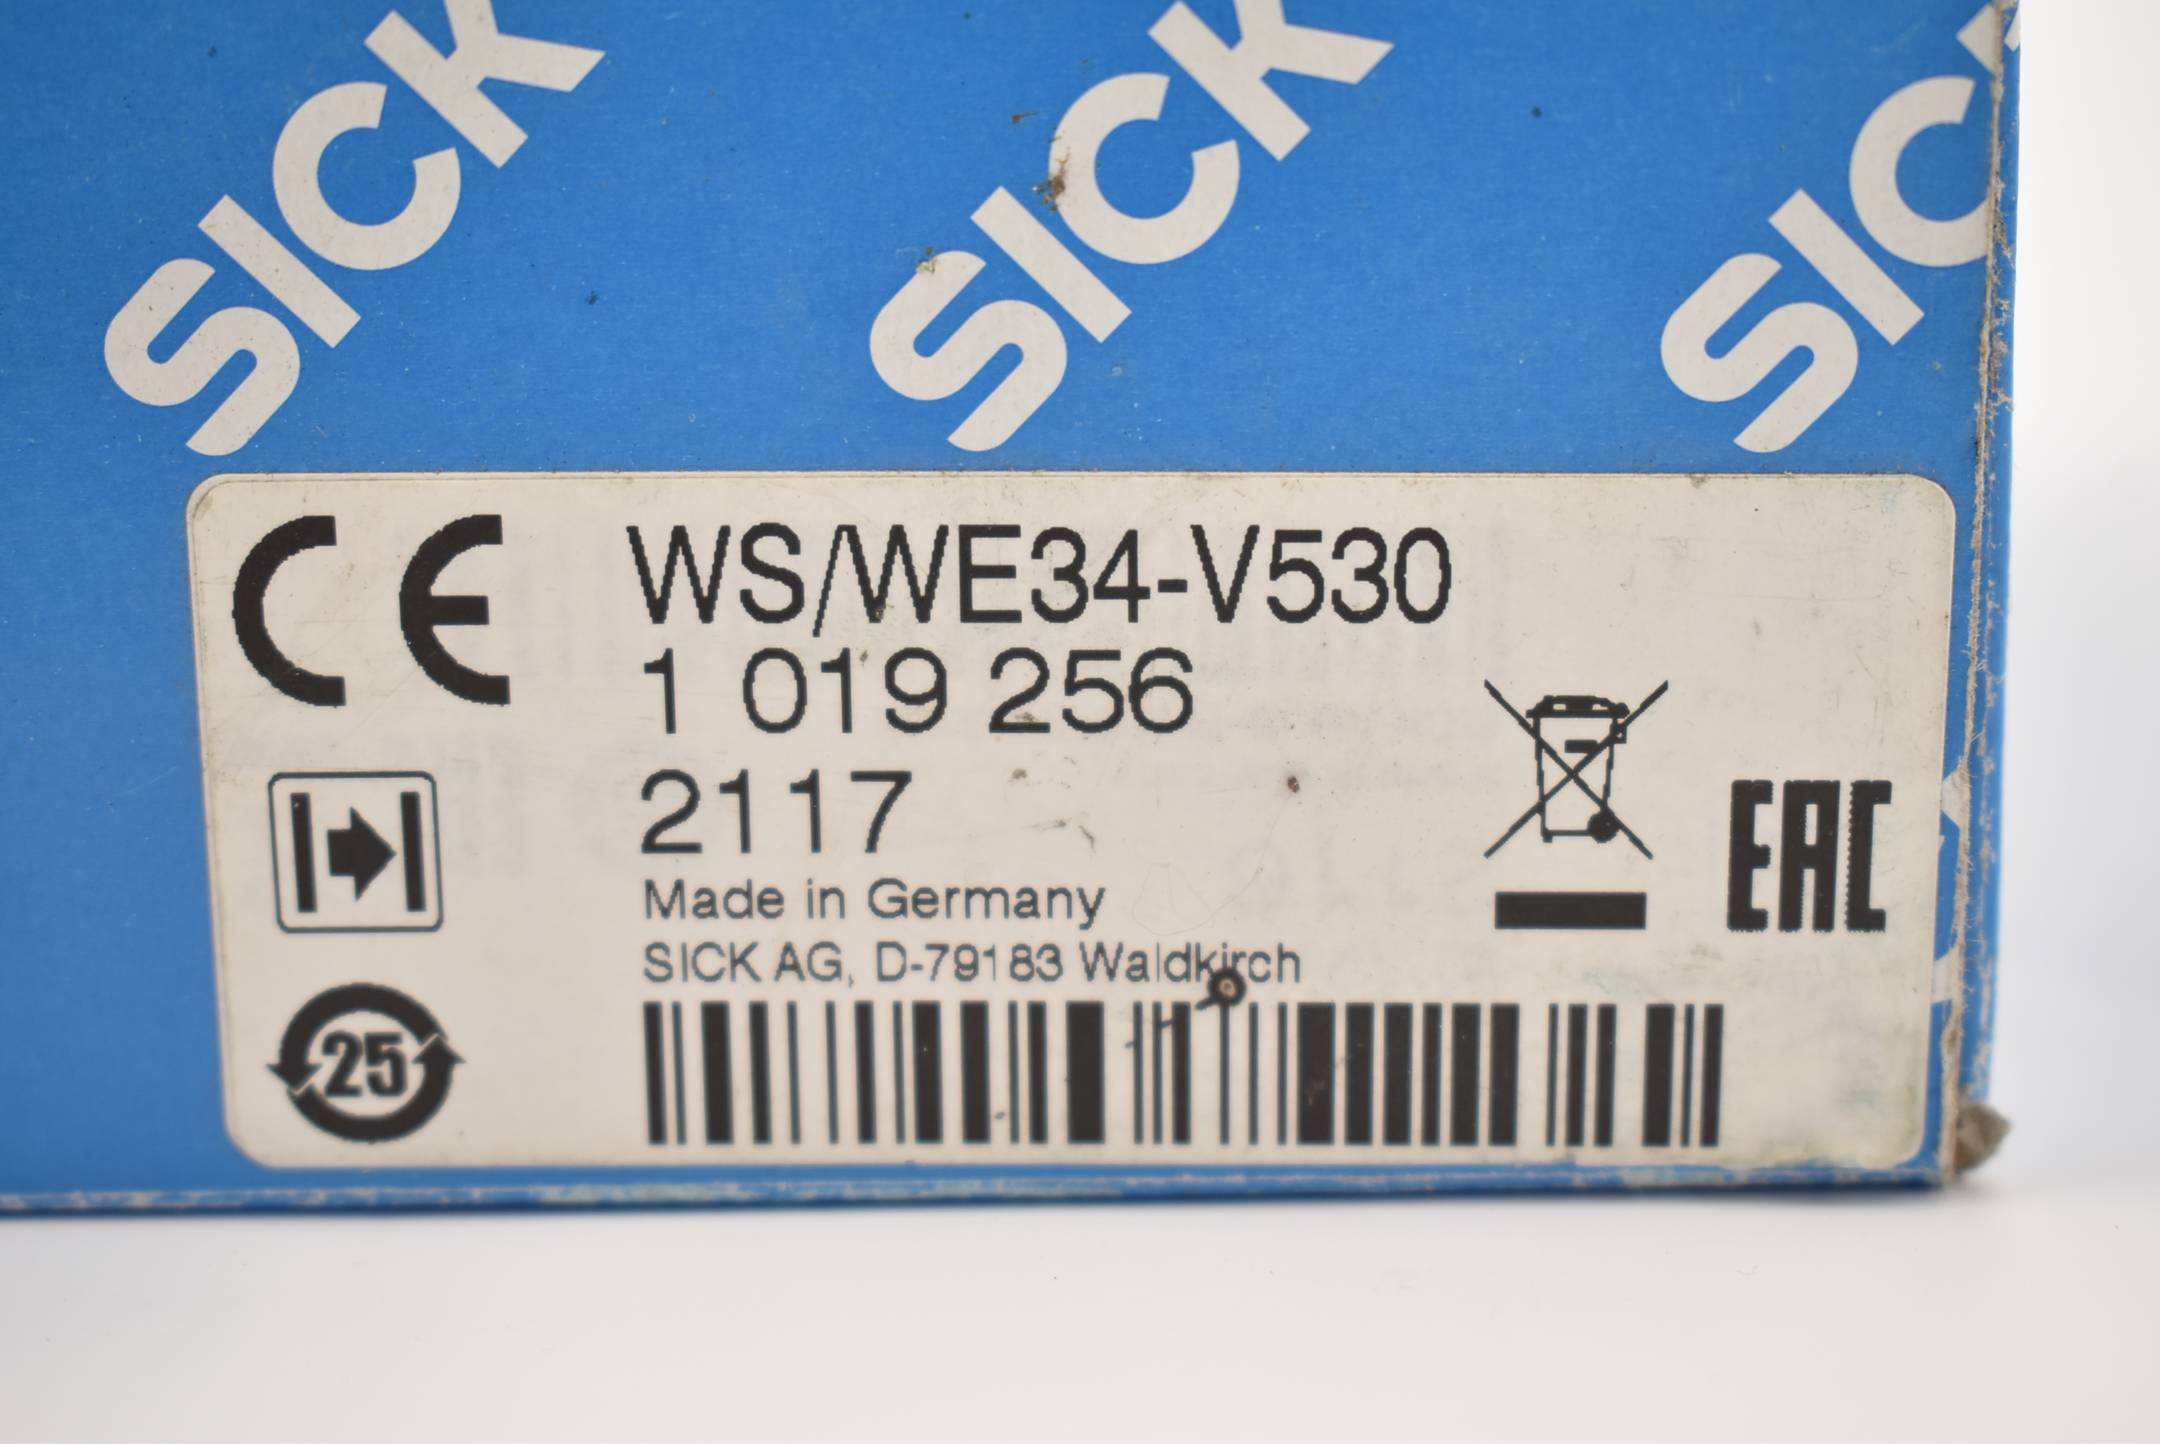 SICK SICK SICK
CE WS/WE34-V530
1 019 256
2117
Made in Germany
SICK AG, D-79183 Waldkirch
EAC
25